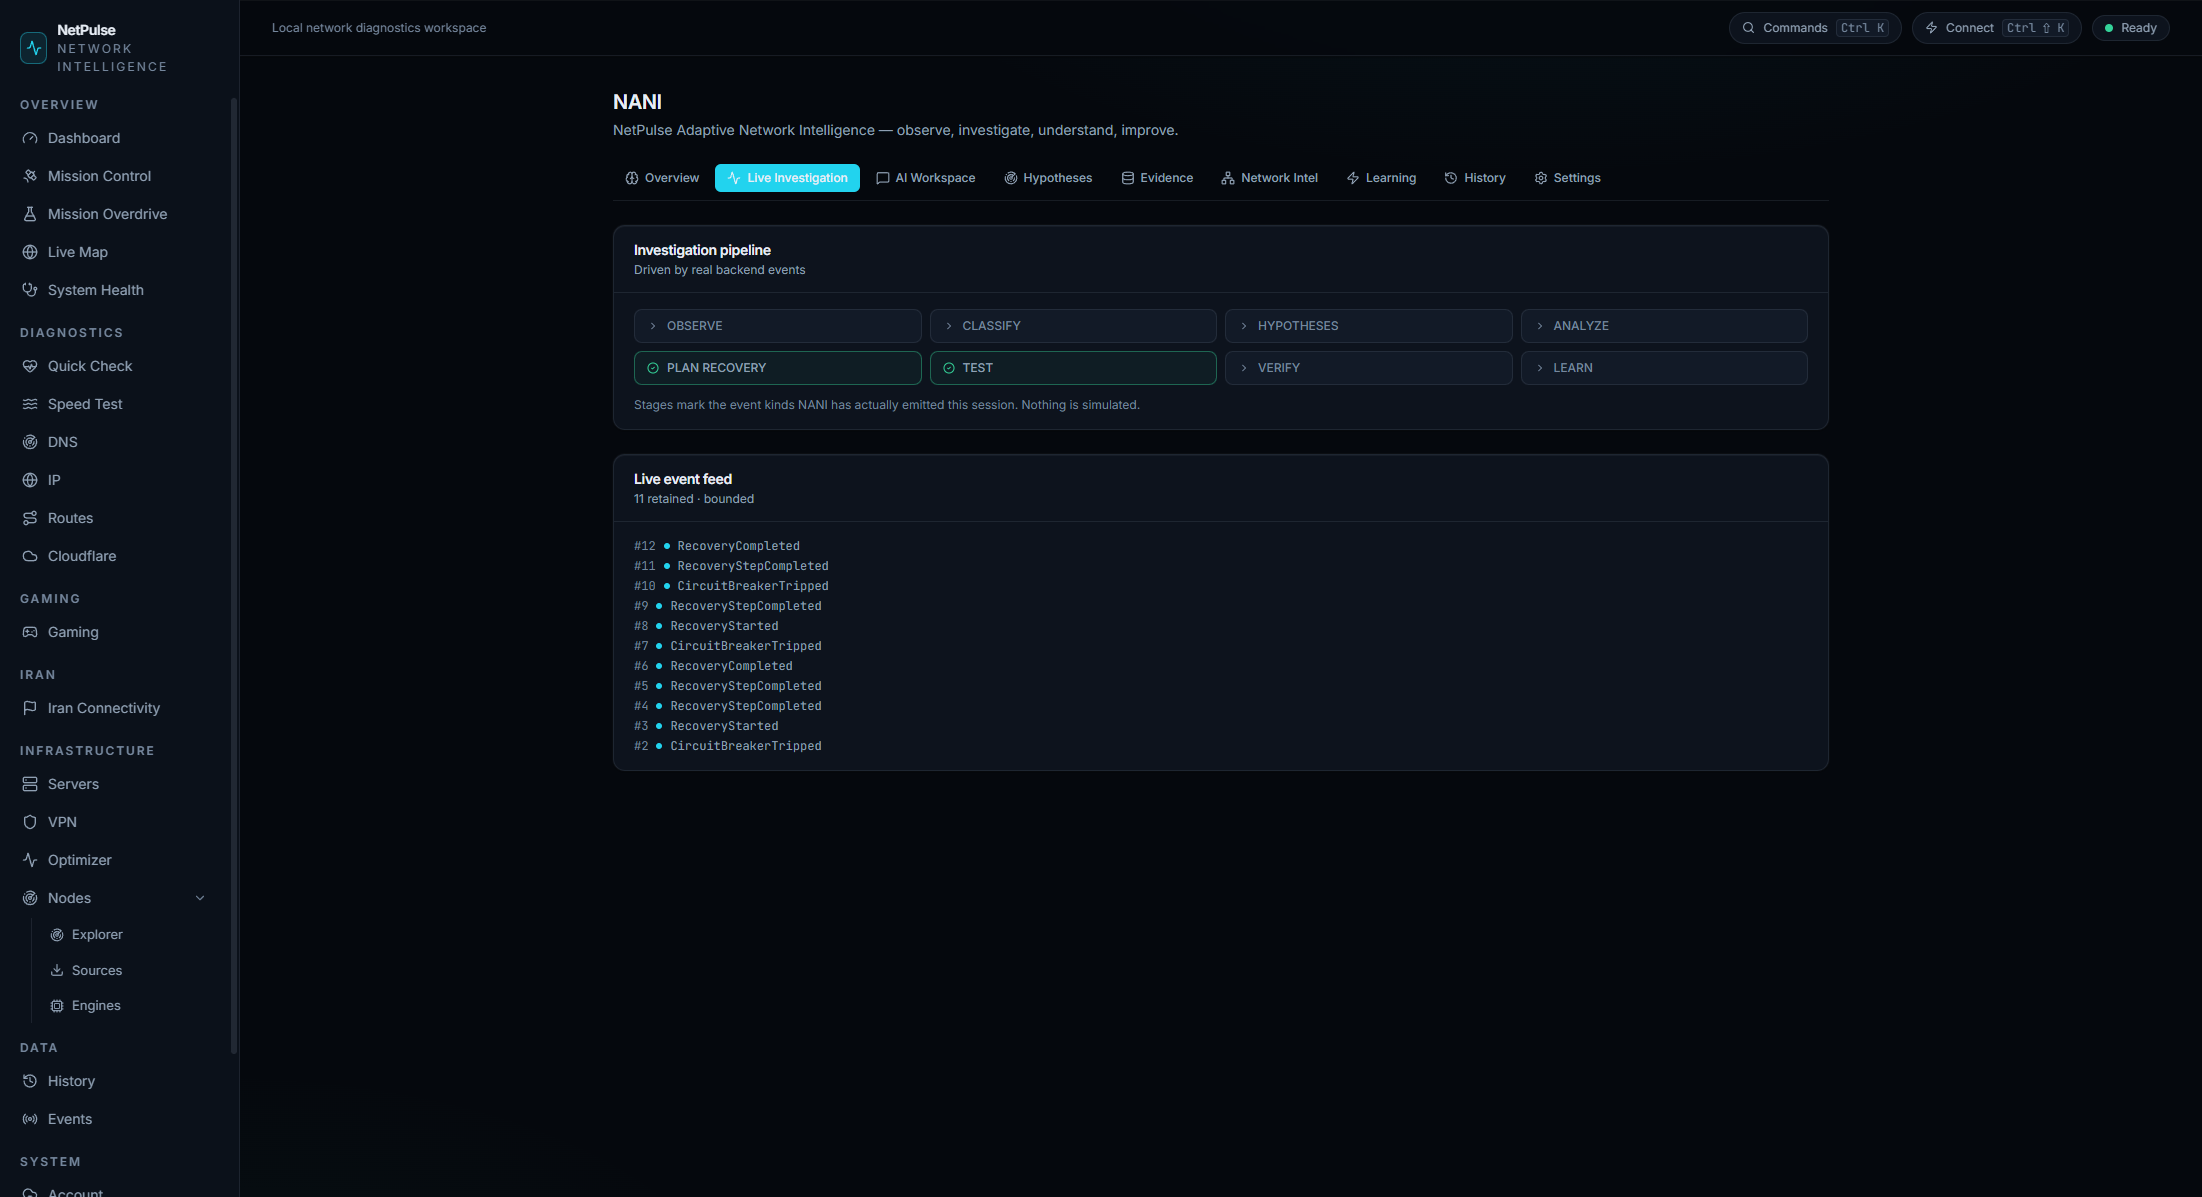 NetPulse
NETWORK
INTELLIGENCE
OVERVIEW
Dashboard
Mission Control
Mission Overdrive
Live Map
System Health
DIAGNOSTICS
Quick Check
Speed Test
DNS
IP
Routes
Cloudflare
GAMING
Gaming
IRAN
Iran Connectivity
INFRASTRUCTURE
Servers
VPN
Optimizer
Nodes
Explorer
Sources
Engines
DATA
History
Events
SYSTEM
Account
Local network diagnostics workspace
Commands Ctrl K
Connect Ctrl ⇧ K
Ready
NANI
NetPulse Adaptive Network Intelligence — observe, investigate, understand, improve.
Overview
Live Investigation
AI Workspace
Hypotheses
Evidence
Network Intel
Learning
History
Settings
Investigation pipeline
Driven by real backend events
OBSERVE
CLASSIFY
HYPOTHESES
ANALYZE
PLAN RECOVERY
TEST
VERIFY
LEARN
Stages mark the event kinds NANI has actually emitted this session. Nothing is simulated.
Live event feed
11 retained · bounded
#12 RecoveryCompleted
#11 RecoveryStepCompleted
#10 CircuitBreakerTripped
#9 RecoveryStepCompleted
#8 RecoveryStarted
#7 CircuitBreakerTripped
#6 RecoveryCompleted
#5 RecoveryStepCompleted
#4 RecoveryStepCompleted
#3 RecoveryStarted
#2 CircuitBreakerTripped